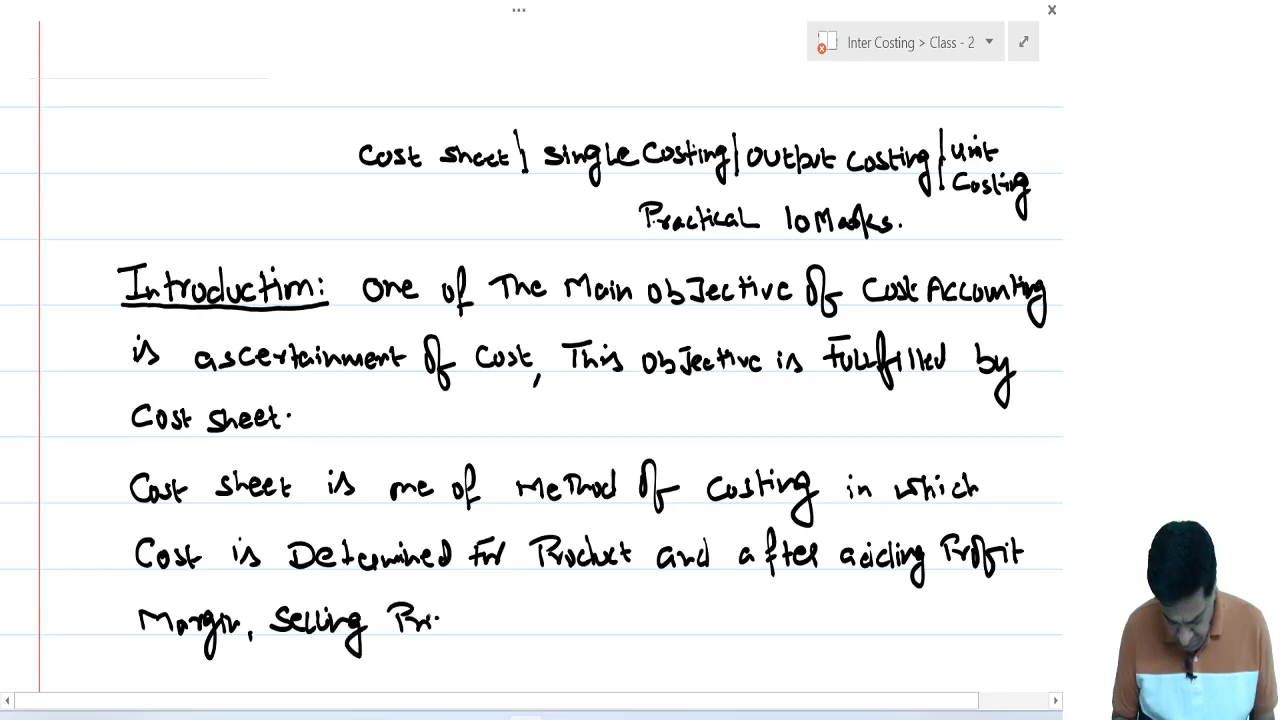 Inter Costing > Class - 2
Cost sheet | Single Costing | Output Costing | Unit Costing
Practical 10 Marks.
Introduction: One of The Main objective of Cost Accounting
is ascertainment of Cost, This objective is Fullfilled by
Cost sheet.
Cost sheet is one of Method of Costing in which
Cost is Determined For Product and after adding Profit
Margin, Selling Pri